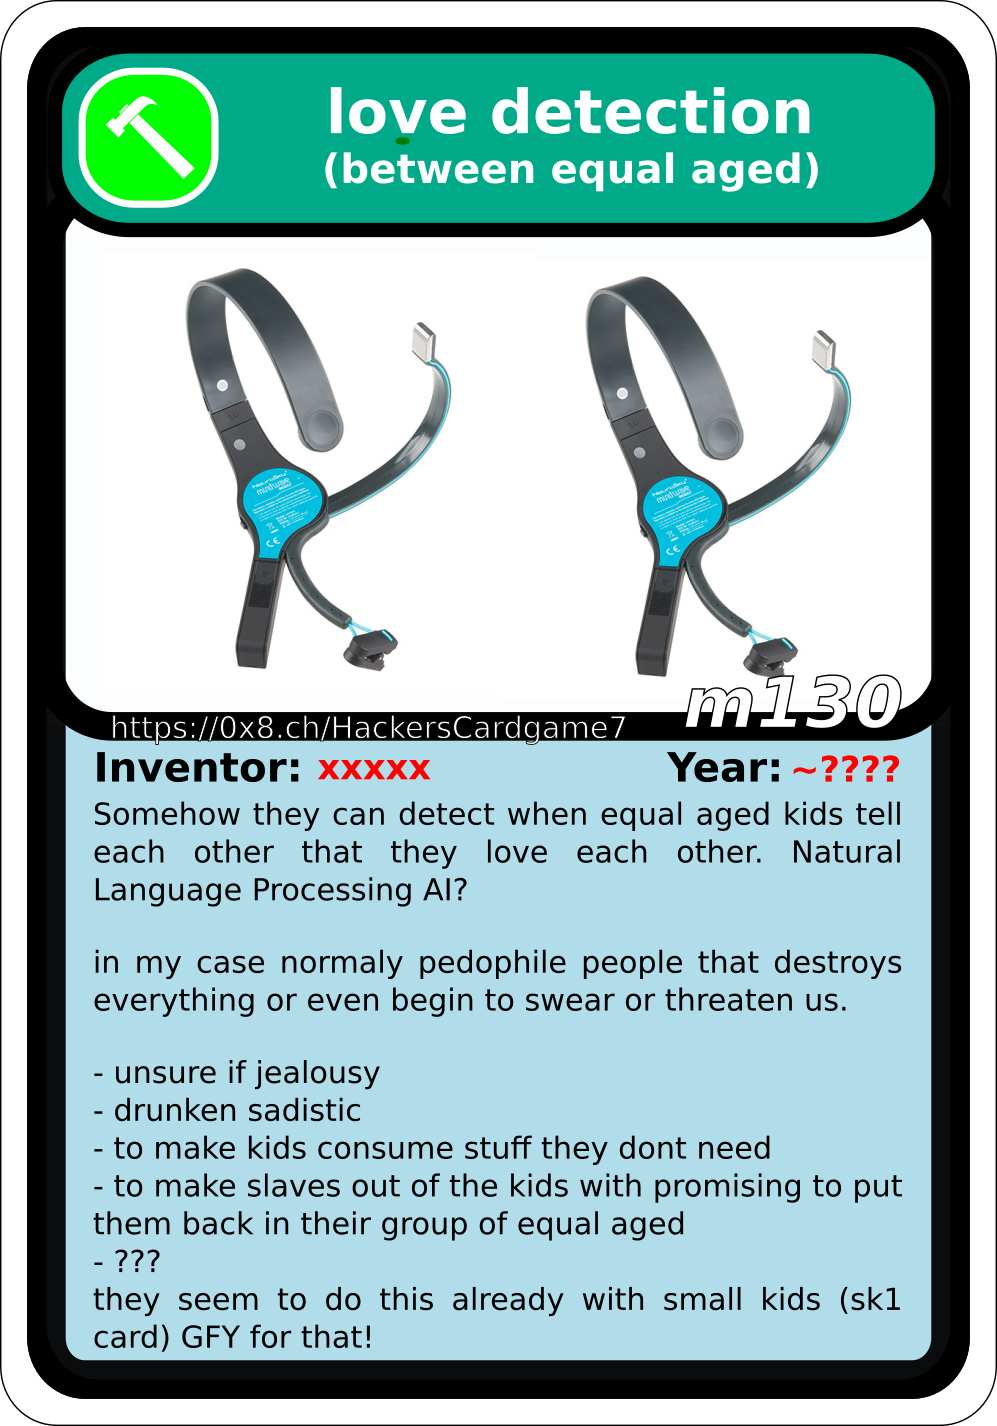 love detection
(between equal aged)
NeuroSky
mindwave
NeuroSky
mindwave
m130
https://0x8.ch/HackersCardgame7
Inventor: xxxxx Year: ~????
Somehow they can detect when equal aged kids tell
each other that they love each other. Natural
Language Processing AI?
in my case normaly pedophile people that destroys
everything or even begin to swear or threaten us.
- unsure if jealousy
- drunken sadistic
- to make kids consume stuff they dont need
- to make slaves out of the kids with promising to put
them back in their group of equal aged
- ???
they seem to do this already with small kids (sk1
card) GFY for that!